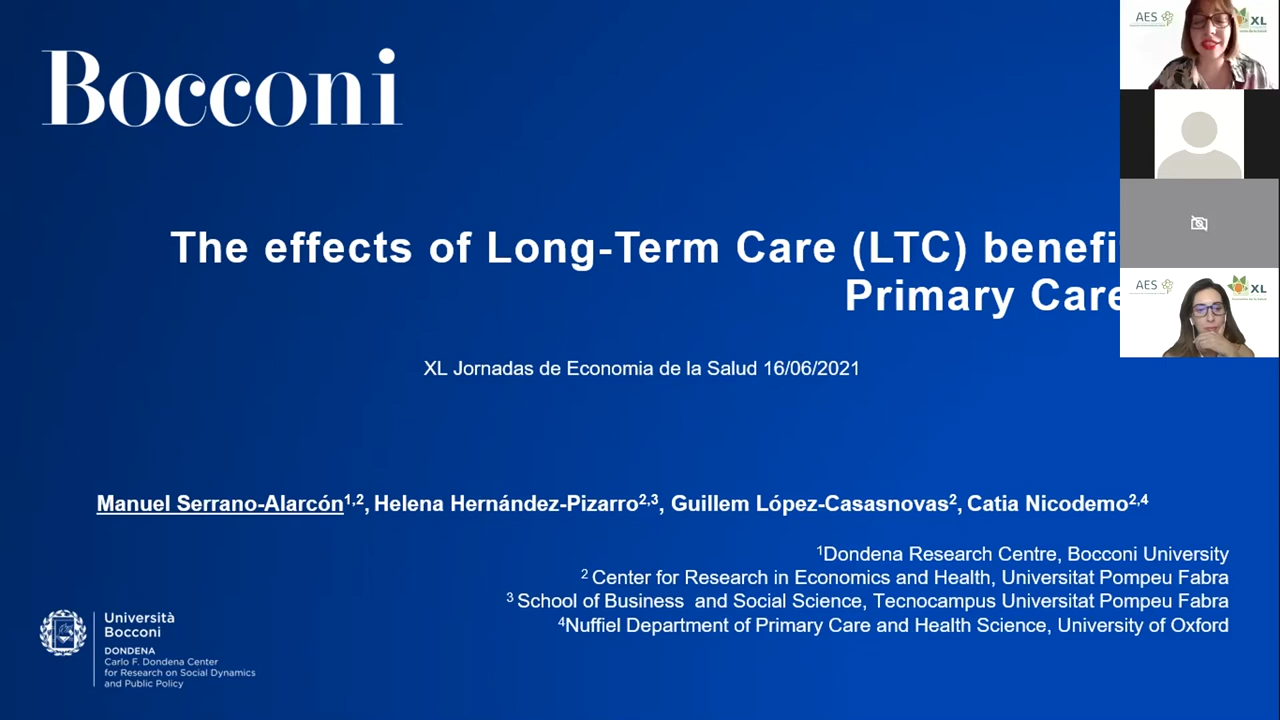 Bocconi
The effects of Long-Term Care (LTC) benefi
Primary Care
XL Jornadas de Economia de la Salud 16/06/2021
Manuel Serrano-Alarcón1,2, Helena Hernández-Pizarro2,3, Guillem López-Casasnovas2, Catia Nicodemo2,4
1Dondena Research Centre, Bocconi University
2 Center for Research in Economics and Health, Universitat Pompeu Fabra
3 School of Business and Social Science, Tecnocampus Universitat Pompeu Fabra
4Nuffiel Department of Primary Care and Health Science, University of Oxford
Università
Bocconi
DONDENA
Carlo F. Dondena Center
for Research on Social Dynamics
and Public Policy
AES
XL
AES
XL